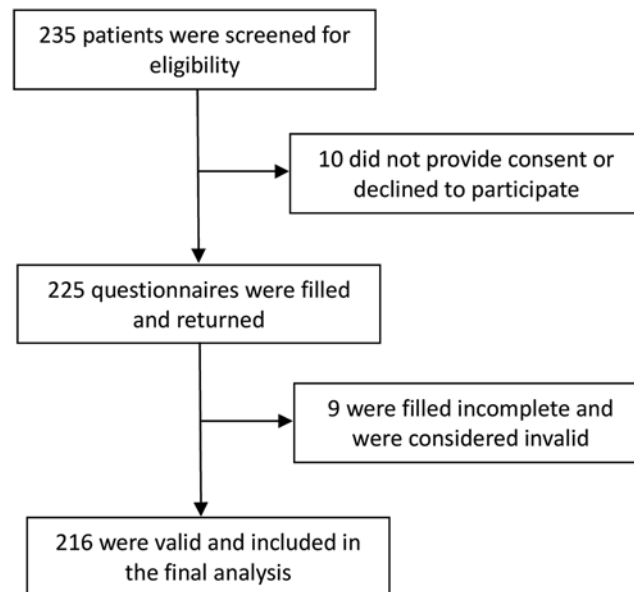 235 patients were screened for
eligibility
10 did not provide consent or
declined to participate
225 questionnaires were filled
and returned
9 were filled incomplete and
were considered invalid
216 were valid and included in
the final analysis